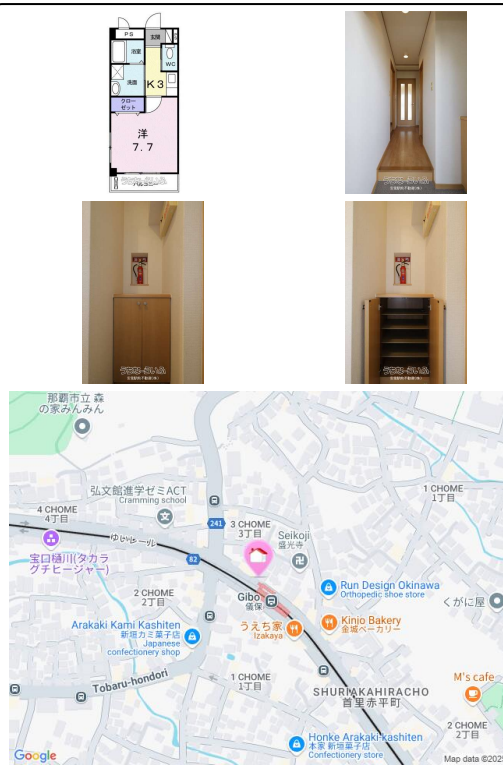 PS
玄関
浴室
WC
洗面
K3
クロー
ゼット
洋
7.7
バルコニー
那覇市立 森
の家みんみん
弘文館進学ゼミACT
Cramming school
1 CHOME
1丁目
4 CHOME
4丁目
241
3 CHOME
3丁目
Seikoji
盛光寺
ゆいレール
82
宝口樋川(タカラ
グチヒージャー)
Run Design Okinawa
Orthopedic shoe store
2 CHOME
2丁目
Gibo
儀保
くがに屋
うえち家
Izakaya
Kinjo Bakery
金城ベーカリー
Arakaki Kami Kashiten
新垣カミ菓子店
Japanese
confectionery shop
Tobaru-hondori
1 CHOME
1丁目
M's cafe
SHURIAKAHIRACHO
首里赤平町
2 CHOME
2丁目
Honke Arakaki-kashiten
本家 新垣菓子店
Confectionery store
Google
Map data ©202